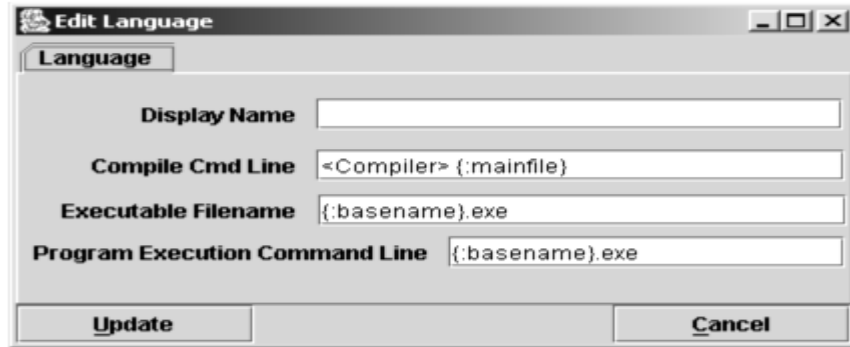 Edit Language
Language
Display Name
Compile Cmd Line <Compiler> {:mainfile}
Executable Filename {:basename}.exe
Program Execution Command Line {:basename}.exe
Update Cancel